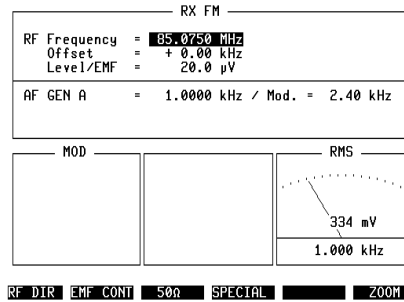 RX FM
RF Frequency = 85.0750 MHz
Offset = + 0.00 kHz
Level/EMF = 20.0 µV
AF GEN A = 1.0000 kHz / Mod. = 2.40 kHz
MOD
RMS
334 mV
1.000 kHz
RF DIR EMF CONT 50Ω SPECIAL ZOOM